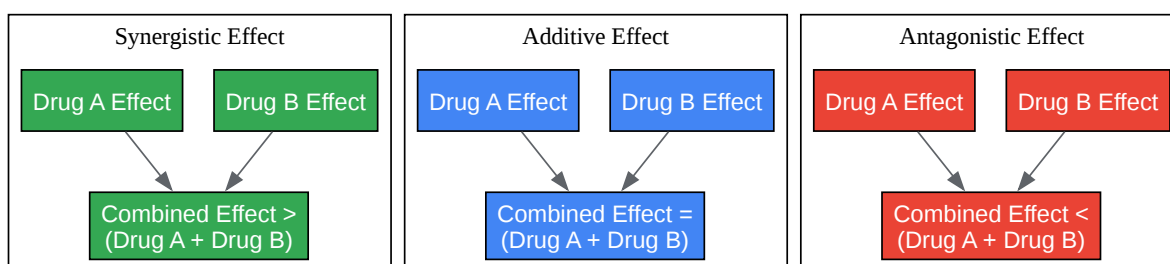 Synergistic Effect
Drug A Effect
Drug B Effect
Combined Effect >
(Drug A + Drug B)
Additive Effect
Drug A Effect
Drug B Effect
Combined Effect =
(Drug A + Drug B)
Antagonistic Effect
Drug A Effect
Drug B Effect
Combined Effect <
(Drug A + Drug B)